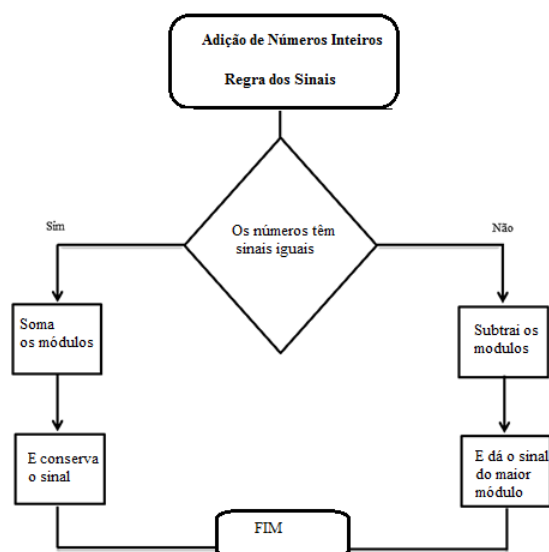 Adição de Números Inteiros
Regra dos Sinais
Os números têm
sinais iguais
Sim
Não
Soma
os módulos
Subtrai os
modulos
E conserva
o sinal
E dá o sinal
do maior
módulo
FIM